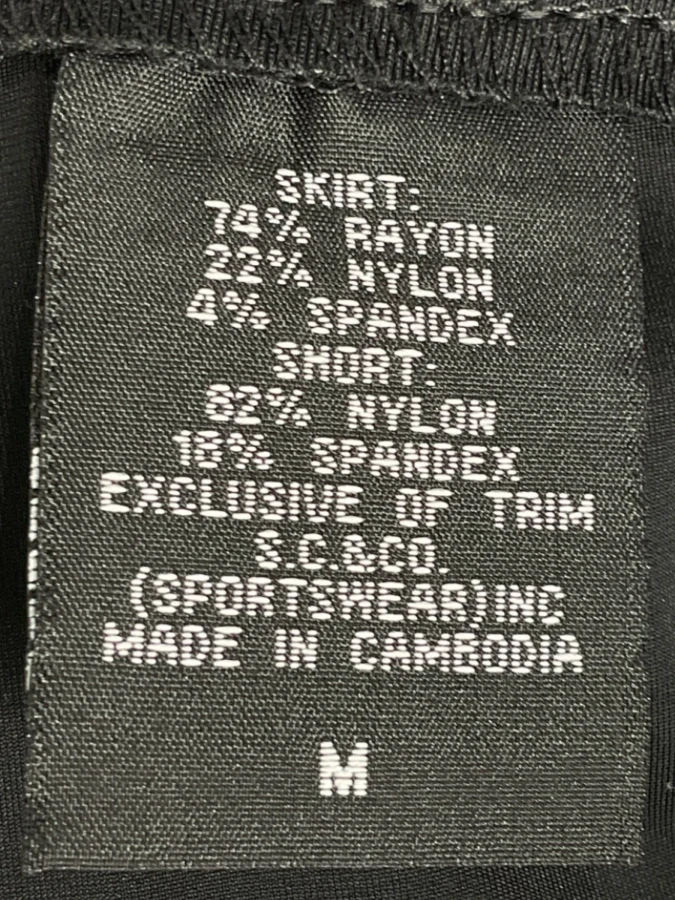 SKIRT:
74% RAYON
22% NYLON
4% SPANDEX
SHORT:
82% NYLON
18% SPANDEX
EXCLUSIVE OF TRIM
S.C.&CO.
(SPORTSWEAR)INC
MADE IN CAMBODIA
M